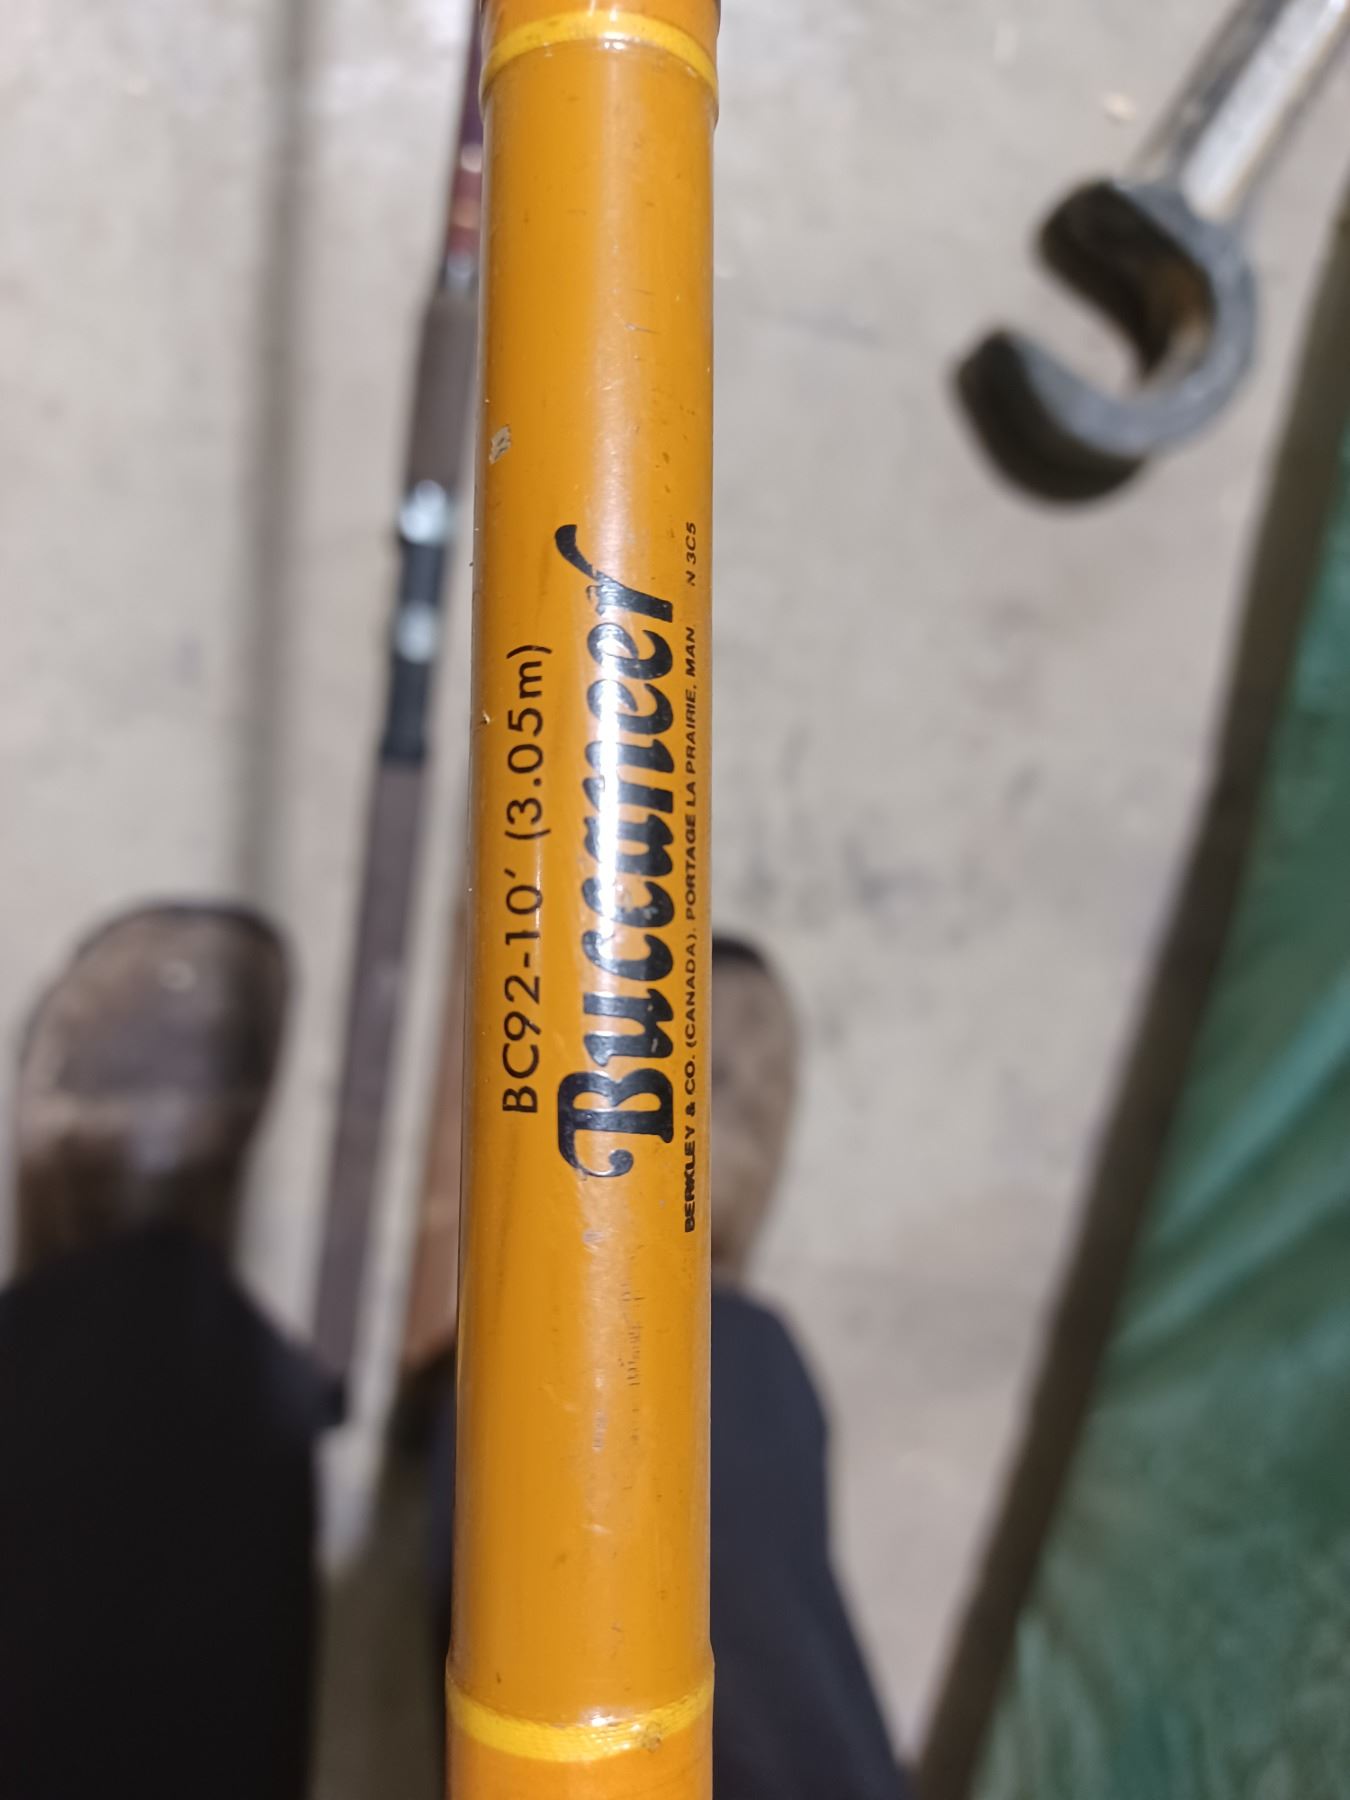 BC92-10′ (3.05m)
Buccaneer
BERKLEY & CO. (CANADA), PORTAGE LA PRAIRIE, MAN N 3C5